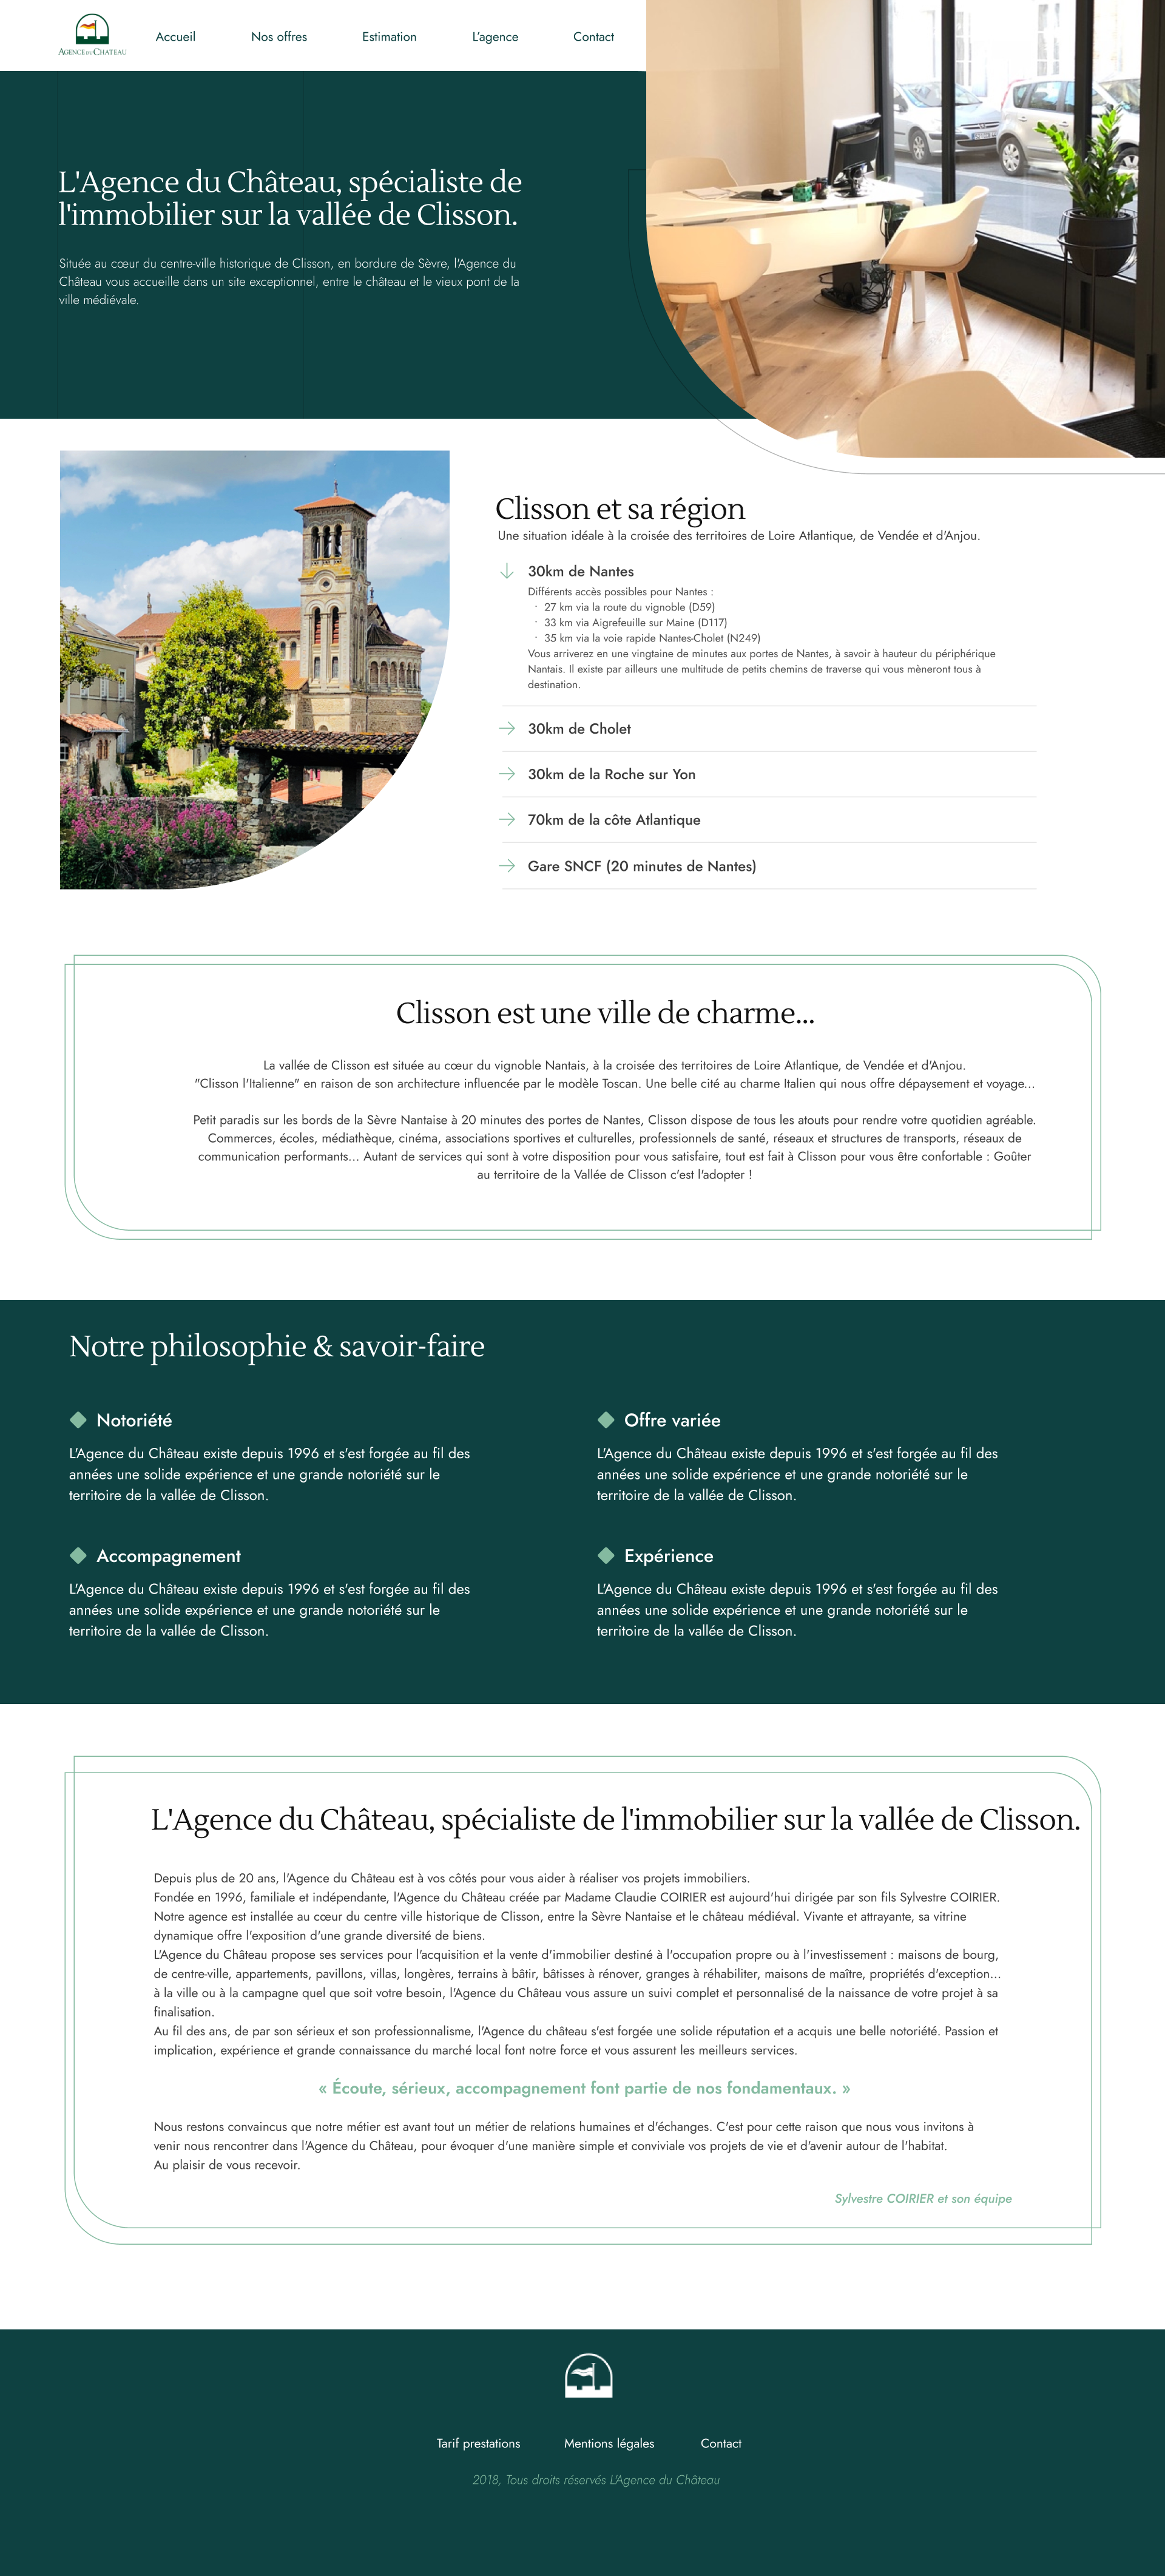 AGENCE DU CHATEAU
Accueil
Nos offres
Estimation
L'agence
Contact
L'Agence du Château, spécialiste de
l'immobilier sur la vallée de Clisson.
Située au cœur du centre-ville historique de Clisson, en bordure de Sèvre, l'Agence du
Château vous accueille dans un site exceptionnel, entre le château et le vieux pont de la
ville médiévale.
Clisson et sa région
Une situation idéale à la croisée des territoires de Loire Atlantique, de Vendée et d'Anjou.
30km de Nantes
Différents accès possibles pour Nantes :
· 27 km via la route du vignoble (D59)
· 33 km via Aigrefeuille sur Maine (D117)
· 35 km via la voie rapide Nantes-Cholet (N249)
Vous arriverez en une vingtaine de minutes aux portes de Nantes, à savoir à hauteur du périphérique
Nantais. Il existe par ailleurs une multitude de petits chemins de traverse qui vous mèneront tous à
destination.
30km de Cholet
30km de la Roche sur Yon
70km de la côte Atlantique
Gare SNCF (20 minutes de Nantes)
Clisson est une ville de charme...
La vallée de Clisson est située au cœur du vignoble Nantais, à la croisée des territoires de Loire Atlantique, de Vendée et d'Anjou.
"Clisson l'Italienne" en raison de son architecture influencée par le modèle Toscan. Une belle cité au charme Italien qui nous offre dépaysement et voyage...
Petit paradis sur les bords de la Sèvre Nantaise à 20 minutes des portes de Nantes, Clisson dispose de tous les atouts pour rendre votre quotidien agréable.
Commerces, écoles, médiathèque, cinéma, associations sportives et culturelles, professionnels de santé, réseaux et structures de transports, réseaux de
communication performants... Autant de services qui sont à votre disposition pour vous satisfaire, tout est fait à Clisson pour vous être confortable : Goûter
au territoire de la Vallée de Clisson c'est l'adopter !
Notre philosophie & savoir-faire
Notoriété
L'Agence du Château existe depuis 1996 et s'est forgée au fil des
années une solide expérience et une grande notoriété sur le
territoire de la vallée de Clisson.
Offre variée
L'Agence du Château existe depuis 1996 et s'est forgée au fil des
années une solide expérience et une grande notoriété sur le
territoire de la vallée de Clisson.
Accompagnement
L'Agence du Château existe depuis 1996 et s'est forgée au fil des
années une solide expérience et une grande notoriété sur le
territoire de la vallée de Clisson.
Expérience
L'Agence du Château existe depuis 1996 et s'est forgée au fil des
années une solide expérience et une grande notoriété sur le
territoire de la vallée de Clisson.
L'Agence du Château, spécialiste de l'immobilier sur la vallée de Clisson.
Depuis plus de 20 ans, l'Agence du Château est à vos côtés pour vous aider à réaliser vos projets immobiliers.
Fondée en 1996, familiale et indépendante, l'Agence du Château créée par Madame Claudie COIRIER est aujourd'hui dirigée par son fils Sylvestre COIRIER.
Notre agence est installée au cœur du centre ville historique de Clisson, entre la Sèvre Nantaise et le château médiéval. Vivante et attrayante, sa vitrine
dynamique offre l'exposition d'une grande diversité de biens.
L'Agence du Château propose ses services pour l'acquisition et la vente d'immobilier destiné à l'occupation propre ou à l'investissement : maisons de bourg,
de centre-ville, appartements, pavillons, villas, longères, terrains à bâtir, bâtisses à rénover, granges à réhabiliter, maisons de maître, propriétés d'exception...
à la ville ou à la campagne quel que soit votre besoin, l'Agence du Château vous assure un suivi complet et personnalisé de la naissance de votre projet à sa
finalisation.
Au fil des ans, de par son sérieux et son professionnalisme, l'Agence du château s'est forgée une solide réputation et a acquis une belle notoriété. Passion et
implication, expérience et grande connaissance du marché local font notre force et vous assurent les meilleurs services.
« Écoute, sérieux, accompagnement font partie de nos fondamentaux. »
Nous restons convaincus que notre métier est avant tout un métier de relations humaines et d'échanges. C'est pour cette raison que nous vous invitons à
venir nous rencontrer dans l'Agence du Château, pour évoquer d'une manière simple et conviviale vos projets de vie et d'avenir autour de l'habitat.
Au plaisir de vous recevoir.
Sylvestre COIRIER et son équipe
Tarif prestations
Mentions légales
Contact
2018, Tous droits réservés L'Agence du Château